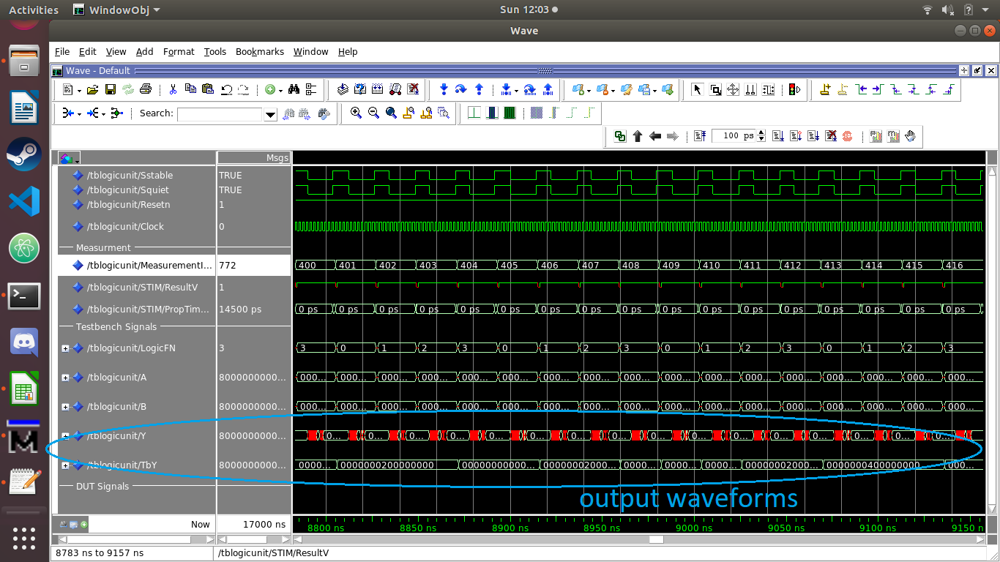 Activities WindowObj Sun 12:03
Wave
File Edit View Add Format Tools Bookmarks Window Help
Wave - Default
Search:
100 ps
Msgs
/tblogicunit/Sstable TRUE
/tblogicunit/Squiet TRUE
/tblogicunit/Resetn 1
/tblogicunit/Clock 0
Measurment
/tblogicunit/MeasurementI... 772 400 401 402 403 404 405 406 407 408 409 410 411 412 413 414 415 416
/tblogicunit/STIM/ResultV 1
/tblogicunit/STIM/PropTim... 14500 ps 0 ps 0 ps 0 ps 0 ps 0 ps 0 ps 0 ps 0 ps 0 ps 0 ps 0 ps 0 ps 0 ps 0 ps 0 ps 0 ps 0 ps
Testbench Signals
/tblogicunit/LogicFN 3 3 0 1 2 3 0 1 2 3 0 1 2 3 0 1 2 3
/tblogicunit/A 8000000000... 000... 000... 000... 000... 000... 000... 000... 000... 000... 000... 000... 000... 000... 000... 000... 000... 000...
/tblogicunit/B 8000000000... 000... 000... 000... 000... 000... 000... 000... 000... 000... 000... 000... 000... 000... 000... 000... 000... 000...
/tblogicunit/Y 8000000000... 0... 0... 0... 0... 0... 0... 0... 0... 0... 0... 0... 0... 0... 0... 0... 0...
/tblogicunit/TbY 8000000000... 0000... 0000000200000000 00000000000... 00000002000... 0000... 0000... 0000... 00000002000... 0000000400000000 000...
DUT Signals
output waveforms
Now 17000 ns 8800 ns 8850 ns 8900 ns 8950 ns 9000 ns 9050 ns 9100 ns 9150 n
8783 ns to 9157 ns /tblogicunit/STIM/ResultV